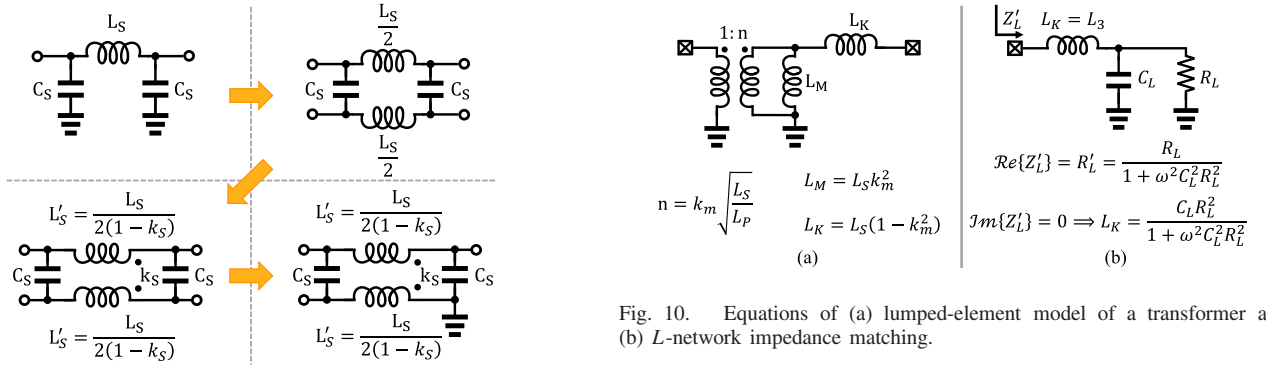 L_S
C_S
C_S
L_S/2
C_S
C_S
L_S/2
L'_S = L_S/2(1 - k_S)
C_S
k_S
C_S
L'_S = L_S/2(1 - k_S)
L'_S = L_S/2(1 - k_S)
C_S
k_S
C_S
L'_S = L_S/2(1 - k_S)
1: n
L_K
L_M
n = k_m √(L_S/L_P)
L_M = L_S k_m^2
L_K = L_S(1 - k_m^2)
(a)
Z'_L
L_K = L_3
C_L
R_L
ℛe{Z'_L} = R'_L = R_L/1 + ω^2 C_L^2 R_L^2
ℐm{Z'_L} = 0 ⟹ L_K = C_L R_L^2/1 + ω^2 C_L^2 R_L^2
(b)
Fig. 10. Equations of (a) lumped-element model of a transformer a
(b) L-network impedance matching.